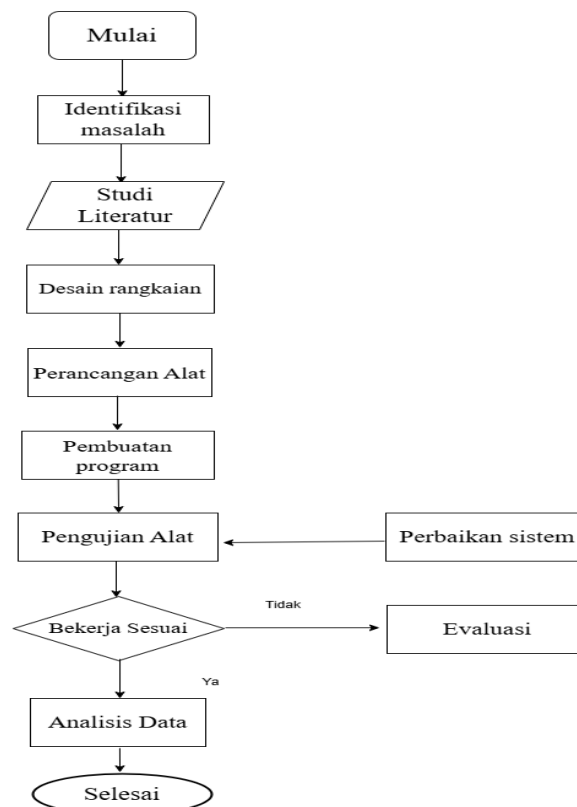 Mulai
Identifikasi
masalah
Studi
Literatur
Desain rangkaian
Perancangan Alat
Pembuatan
program
Pengujian Alat
Perbaikan sistem
Bekerja Sesuai
Tidak
Evaluasi
Ya
Analisis Data
Selesai